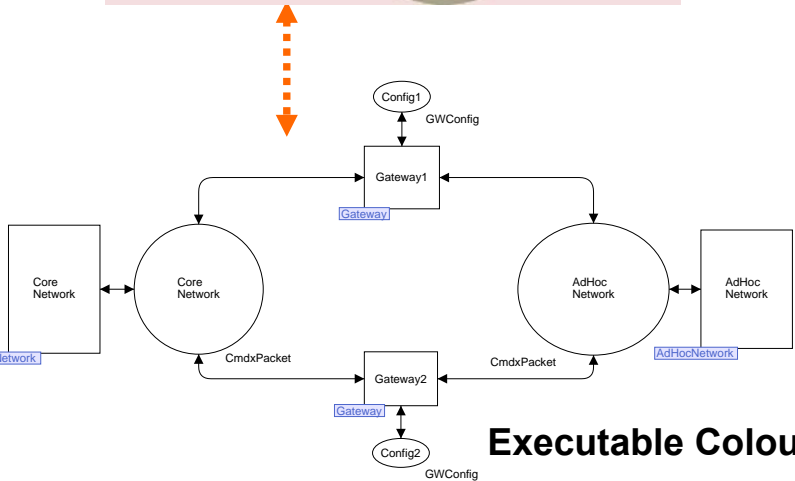 Config1
GWConfig
Gateway1
Gateway
Core
Network
Core
Network
AdHoc
Network
AdHoc
Network
Network
CmdxPacket
Gateway2
Gateway
CmdxPacket
AdHocNetwork
Config2
GWConfig
Executable Colou